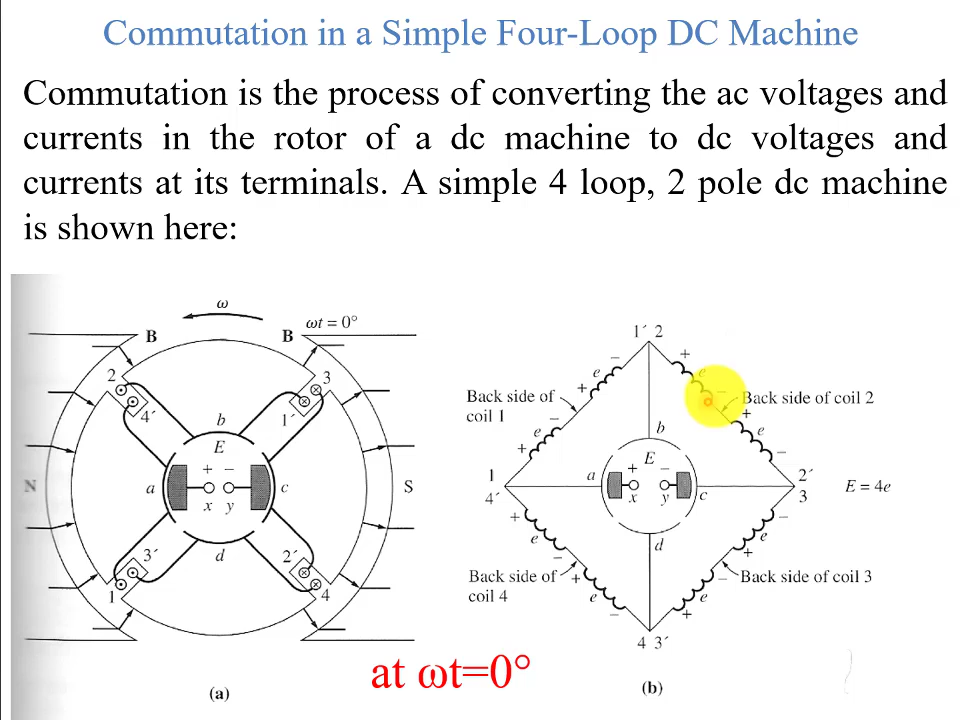 Commutation in a Simple Four-Loop DC Machine
Commutation is the process of converting the ac voltages and
currents in the rotor of a dc machine to dc voltages and
currents at its terminals. A simple 4 loop, 2 pole dc machine
is shown here:
ω
ωt = 0°
B
B
2
3
4´
1´
b
E
+ −
N
a
c
S
x y
d
3´
2´
1
4
(a)
1´ 2
− +
e e
+ −
Back side of
coil 1
Back side of coil 2
− +
e e
+ −
b
E
+ −
1
4´
a
x y
c
2´
3
E = 4e
+ −
e e
− +
d
Back side of
coil 4
Back side of coil 3
+ −
e e
− +
4 3´
(b)
at ωt=0°